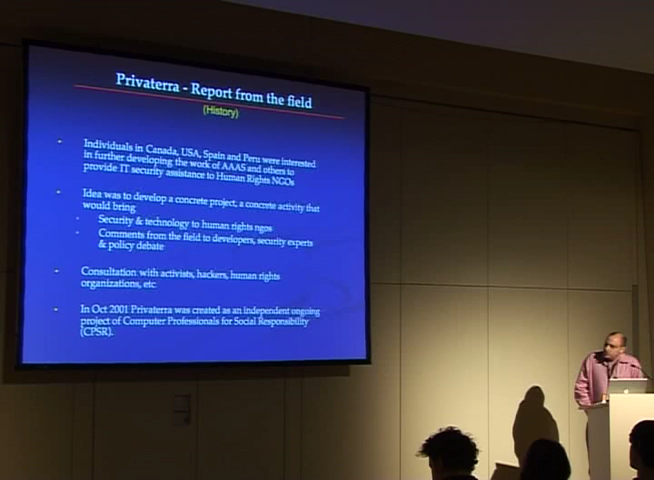 Privaterra - Report from the field
(History)
Individuals in Canada, USA, Spain and Peru were interested
in further developing the work of AAAS and others to
provide IT security assistance to Human Rights NGOs
Idea was to develop a concrete project, a concrete activity that
would bring
Security & technology to human rights ngos
Comments from the field to developers, security experts
& policy debate
Consultation with activists, hackers, human rights
organizations, etc
In Oct 2001 Privaterra was created as an independent ongoing
project of Computer Professionals for Social Responsibility
(CPSR).